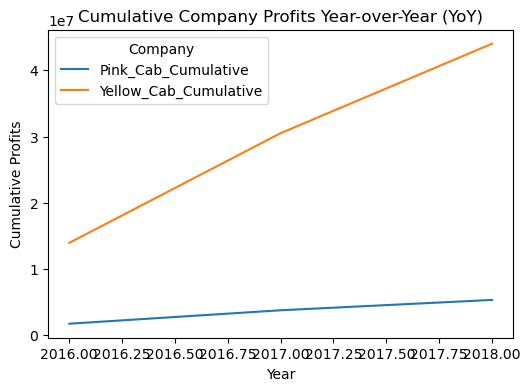 Cumulative Company Profits Year-over-Year (YoY)
1e7
Company
Pink_Cab_Cumulative
Yellow_Cab_Cumulative
4
3
2
1
0
Cumulative Profits
2016.00 2016.25 2016.50 2016.75 2017.00 2017.25 2017.50 2017.75 2018.00
Year